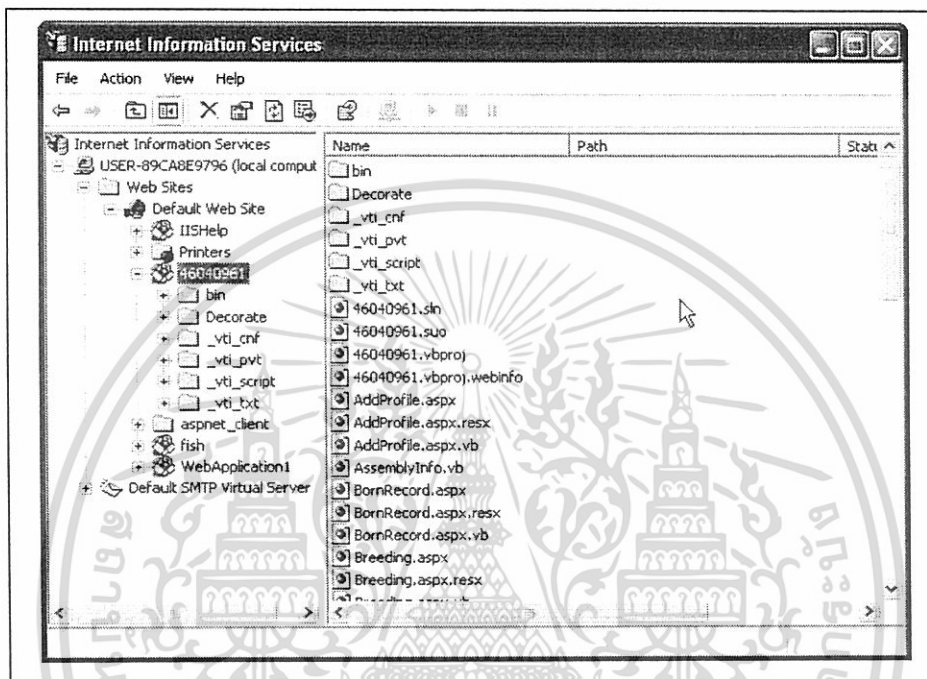 Internet Information Services
File Action View Help
Internet Information Services
USER-89CA8E9796 (local comput
Web Sites
Default Web Site
IISHelp
Printers
46040961
bin
Decorate
_vti_cnf
_vti_pvt
_vti_script
_vti_txt
aspnet_client
fish
WebApplication1
Default SMTP Virtual Server
Name Path Statu
bin
Decorate
_vti_cnf
_vti_pvt
_vti_script
_vti_txt
46040961.sln
46040961.suo
46040961.vbproj
46040961.vbproj.webinfo
AddProfile.aspx
AddProfile.aspx.resx
AddProfile.aspx.vb
AssemblyInfo.vb
BornRecord.aspx
BornRecord.aspx.resx
BornRecord.aspx.vb
Breeding.aspx
Breeding.aspx.resx